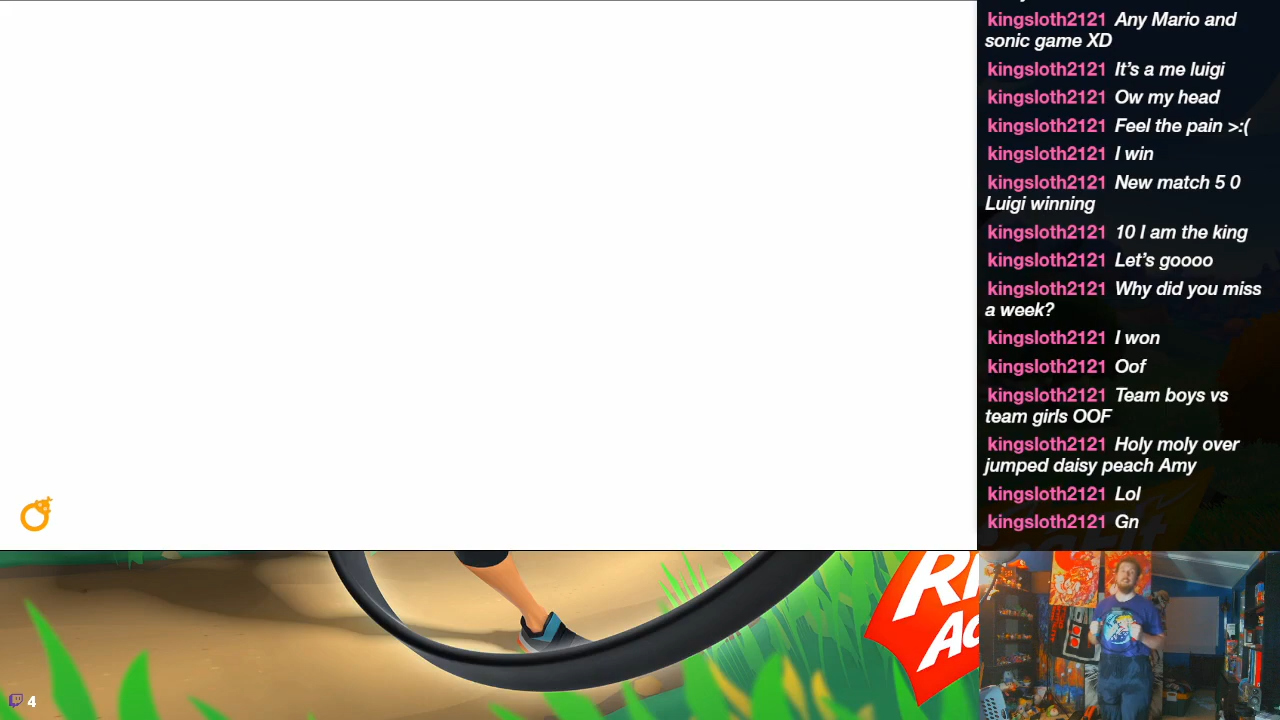 kingsloth2121 Any Mario and
sonic game XD
kingsloth2121 It's a me luigi
kingsloth2121 Ow my head
kingsloth2121 Feel the pain >:(
kingsloth2121 I win
kingsloth2121 New match 5 0
Luigi winning
kingsloth2121 10 I am the king
kingsloth2121 Let's goooo
kingsloth2121 Why did you miss
a week?
kingsloth2121 I won
kingsloth2121 Oof
kingsloth2121 Team boys vs
team girls OOF
kingsloth2121 Holy moly over
jumped daisy peach Amy
kingsloth2121 Lol
kingsloth2121 Gn
4